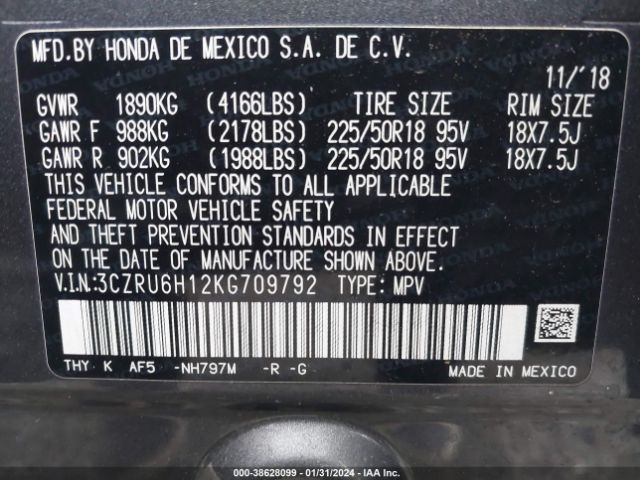 MFD.BY HONDA DE MEXICO S.A. DE C.V.
11/'18
GVWR 1890KG (4166LBS) TIRE SIZE RIM SIZE
GAWR F 988KG (2178LBS) 225/50R18 95V 18X7.5J
GAWR R 902KG (1988LBS) 225/50R18 95V 18X7.5J
THIS VEHICLE CONFORMS TO ALL APPLICABLE
FEDERAL MOTOR VEHICLE SAFETY
AND THEFT PREVENTION STANDARDS IN EFFECT
ON THE DATE OF MANUFACTURE SHOWN ABOVE.
V.I.N:3CZRU6H12KG709792 TYPE: MPV
THY K AF5 -NH797M -R -G
MADE IN MEXICO
000-38628099 — 01/31/2024 — IAA Inc.